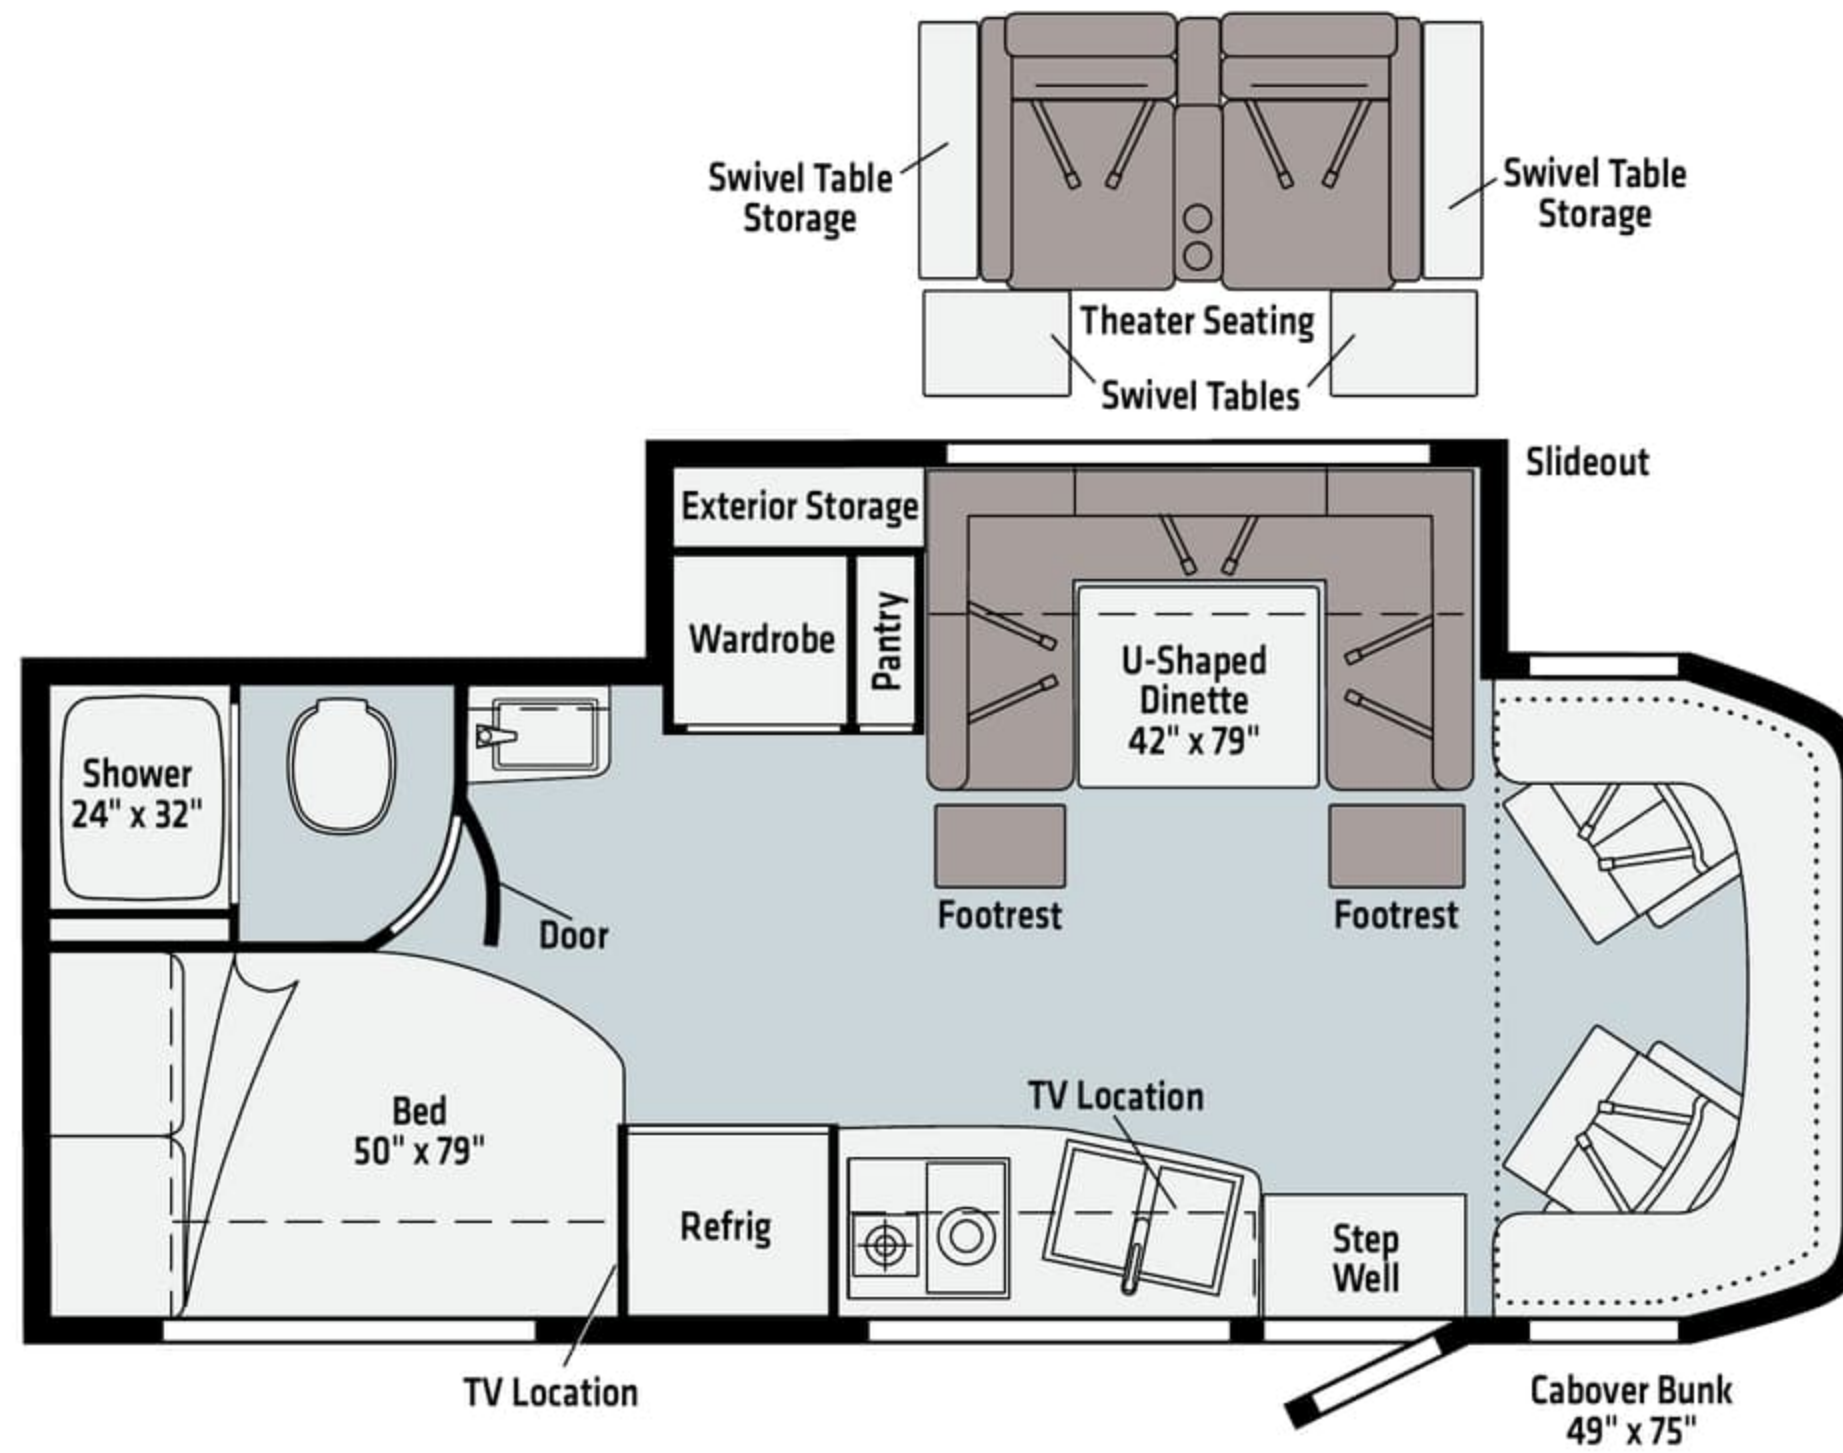 Swivel Table
Storage
Swivel Table
Storage
Theater Seating
Swivel Tables
Slideout
Exterior Storage
Wardrobe
Pantry
U-Shaped
Dinette
42" x 79"
Shower
24" x 32"
Door
Footrest
Footrest
TV Location
Bed
50" x 79"
Refrig
Step
Well
TV Location
Cabover Bunk
49" x 75"